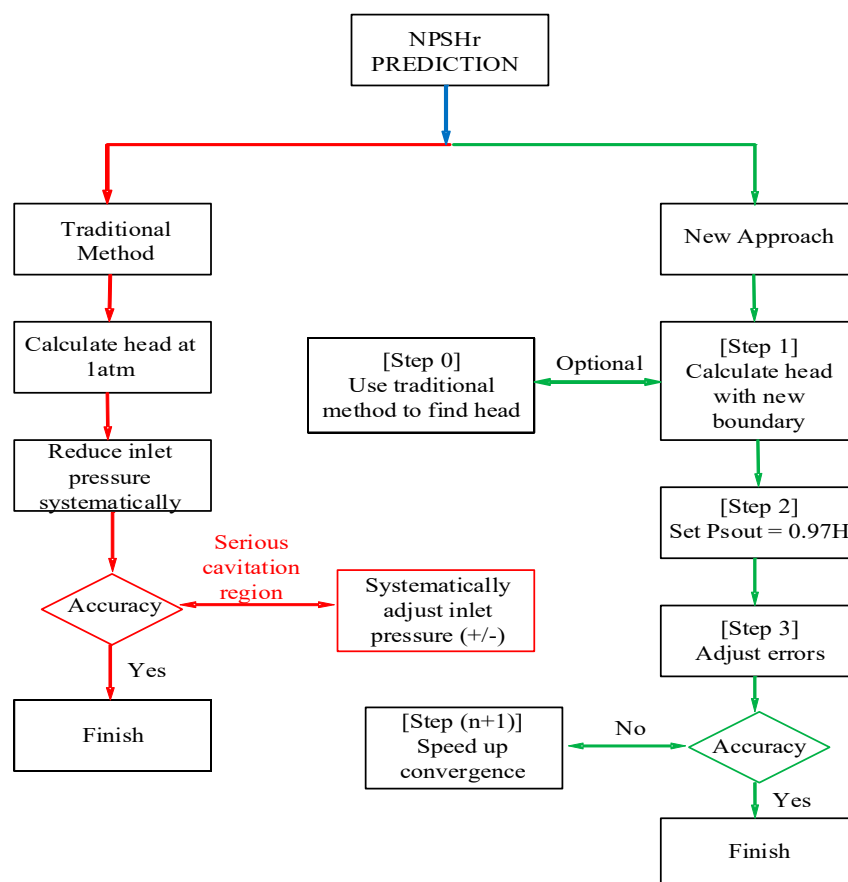 NPSHr
PREDICTION
Traditional
Method
New Approach
Calculate head at
1atm
[Step 0]
Use traditional
method to find head
Optional
[Step 1]
Calculate head
with new
boundary
Reduce inlet
pressure
systematically
[Step 2]
Set Psout = 0.97H
Serious
cavitation
region
Accuracy
Systematically
adjust inlet
pressure (+/-)
[Step 3]
Adjust errors
Yes
Finish
[Step (n+1)]
Speed up
convergence
No
Accuracy
Yes
Finish